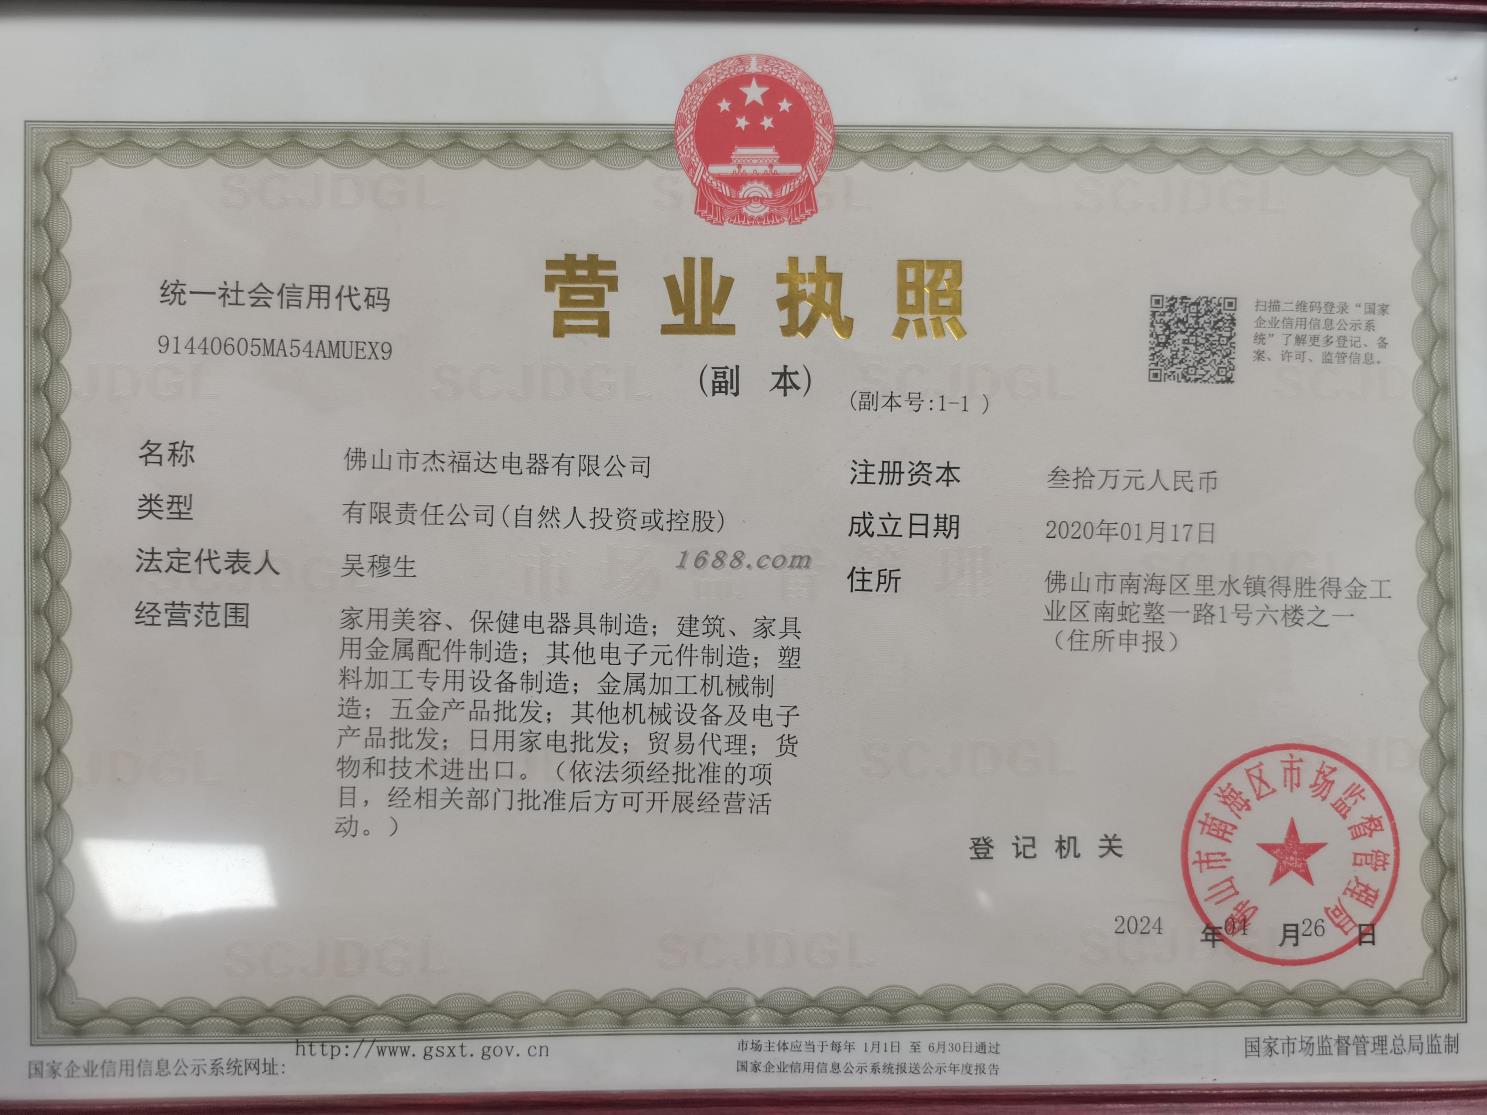 营业执照
(副 本)
(副本号:1-1 )
统一社会信用代码
91440605MA54AMUEX9
扫描二维码登录“国家
企业信用信息公示系
统”了解更多登记、备
案、许可、监管信息。
名称 佛山市杰福达电器有限公司
类型 有限责任公司(自然人投资或控股)
法定代表人 吴穆生
经营范围 家用美容、保健电器具制造；建筑、家具
用金属配件制造；其他电子元件制造；塑
料加工专用设备制造；金属加工机械制
造；五金产品批发；其他机械设备及电子
产品批发；日用家电批发；贸易代理；货
物和技术进出口。（依法须经批准的项
目，经相关部门批准后方可开展经营活
动。）
注册资本 叁拾万元人民币
成立日期 2020年01月17日
住所 佛山市南海区里水镇得胜得金工
业区南蛇壑一路1号六楼之一
（住所申报）
1688.com
登记机关
佛山市南海区市场监督管理局
2024 年04 月26 日
国家企业信用信息公示系统网址:
http://www.gsxt.gov.cn
市场主体应当于每年 1月1日 至 6月30日通过
国家企业信用信息公示系统报送公示年度报告
国家市场监督管理总局监制
SCJDGL
市场监督管理